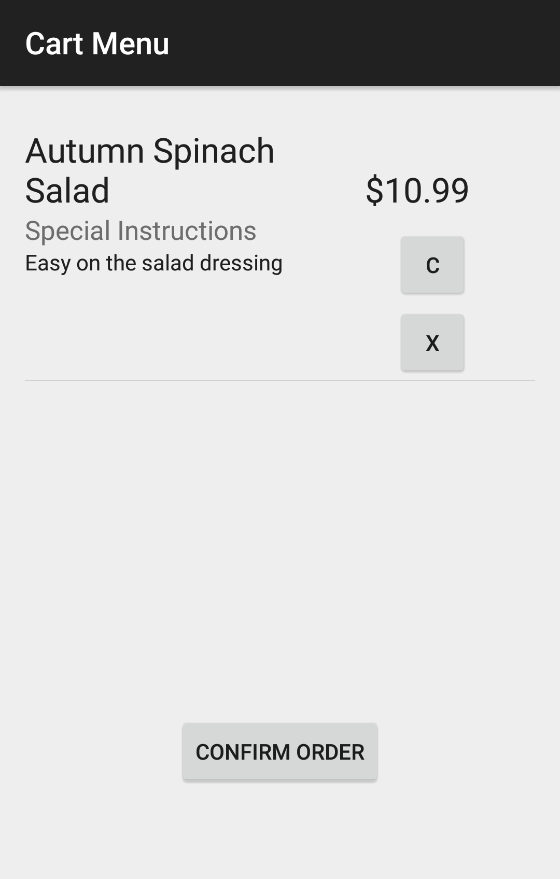 Cart Menu
Autumn Spinach
Salad
$10.99
Special Instructions
Easy on the salad dressing
C
X
CONFIRM ORDER